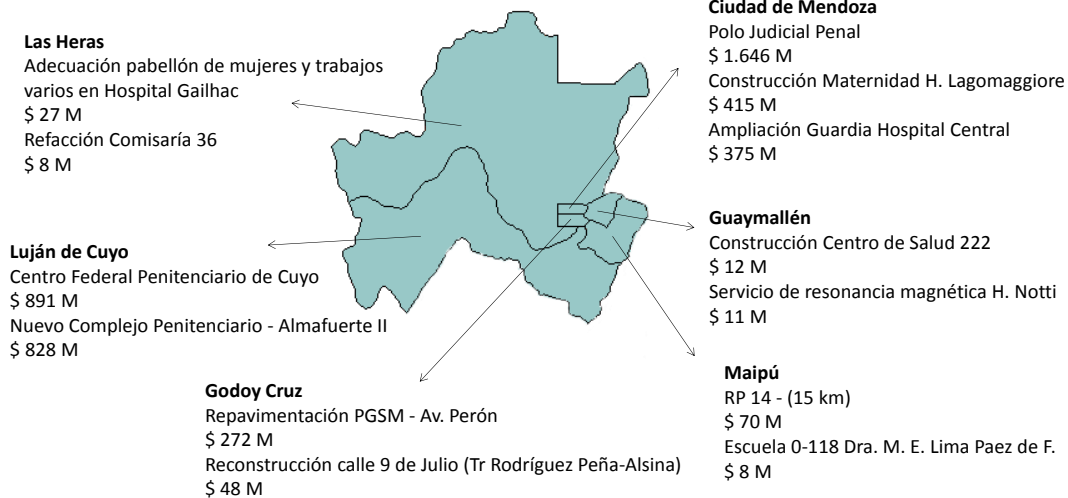 Las Heras
Adecuación pabellón de mujeres y trabajos
varios en Hospital Gailhac
$ 27 M
Refacción Comisaría 36
$ 8 M
Ciudad de Mendoza
Polo Judicial Penal
$ 1.646 M
Construcción Maternidad H. Lagomaggiore
$ 415 M
Ampliación Guardia Hospital Central
$ 375 M
Luján de Cuyo
Centro Federal Penitenciario de Cuyo
$ 891 M
Nuevo Complejo Penitenciario - Almafuerte II
$ 828 M
Guaymallén
Construcción Centro de Salud 222
$ 12 M
Servicio de resonancia magnética H. Notti
$ 11 M
Godoy Cruz
Repavimentación PGSM - Av. Perón
$ 272 M
Reconstrucción calle 9 de Julio (Tr Rodríguez Peña-Alsina)
$ 48 M
Maipú
RP 14 - (15 km)
$ 70 M
Escuela 0-118 Dra. M. E. Lima Paez de F.
$ 8 M